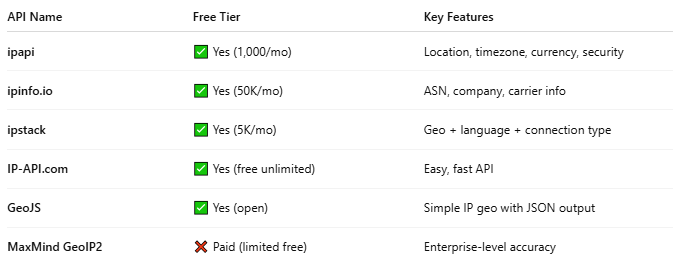 API Name Free Tier Key Features
ipapi ✅ Yes (1,000/mo) Location, timezone, currency, security
ipinfo.io ✅ Yes (50K/mo) ASN, company, carrier info
ipstack ✅ Yes (5K/mo) Geo + language + connection type
IP-API.com ✅ Yes (free unlimited) Easy, fast API
GeoJS ✅ Yes (open) Simple IP geo with JSON output
MaxMind GeoIP2 ❌ Paid (limited free) Enterprise-level accuracy